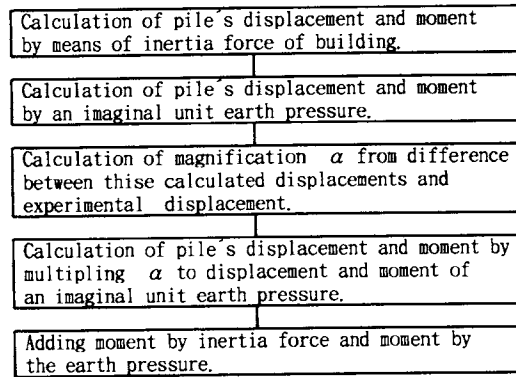 Calculation of pile's displacement and moment
by means of inertia force of building.
Calculation of pile's displacement and moment
by an imaginal unit earth pressure.
Calculation of magnification α from difference
between thise calculated displacements and
experimental displacement.
Calculation of pile's displacement and moment by
multipling α to displacement and moment of
an imaginal unit earth pressure.
Adding moment by inertia force and moment by
the earth pressure.